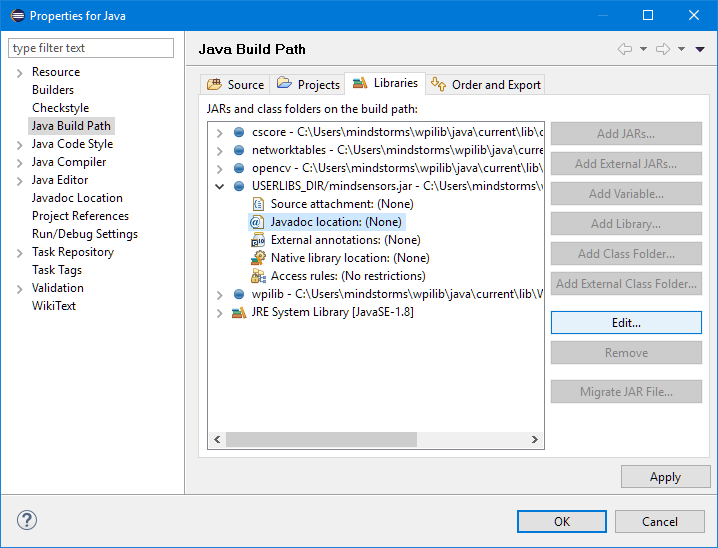 Properties for Java
type filter text
Resource
Builders
Checkstyle
Java Build Path
Java Code Style
Java Compiler
Java Editor
Javadoc Location
Project References
Run/Debug Settings
Task Repository
Task Tags
Validation
WikiText
Java Build Path
Source
Projects
Libraries
Order and Export
JARs and class folders on the build path:
cscore - C:\Users\mindstorms\wpilib\java\current\lib\c
networktables - C:\Users\mindstorms\wpilib\java\curre
opencv - C:\Users\mindstorms\wpilib\java\current\lib\
USERLIBS_DIR/mindsensors.jar - C:\Users\mindstorms\w
Source attachment: (None)
Javadoc location: (None)
External annotations: (None)
Native library location: (None)
Access rules: (No restrictions)
wpilib - C:\Users\mindstorms\wpilib\java\current\lib\W
JRE System Library [JavaSE-1.8]
Add JARs...
Add External JARs...
Add Variable...
Add Library...
Add Class Folder...
Add External Class Folder...
Edit...
Remove
Migrate JAR File...
Apply
OK
Cancel